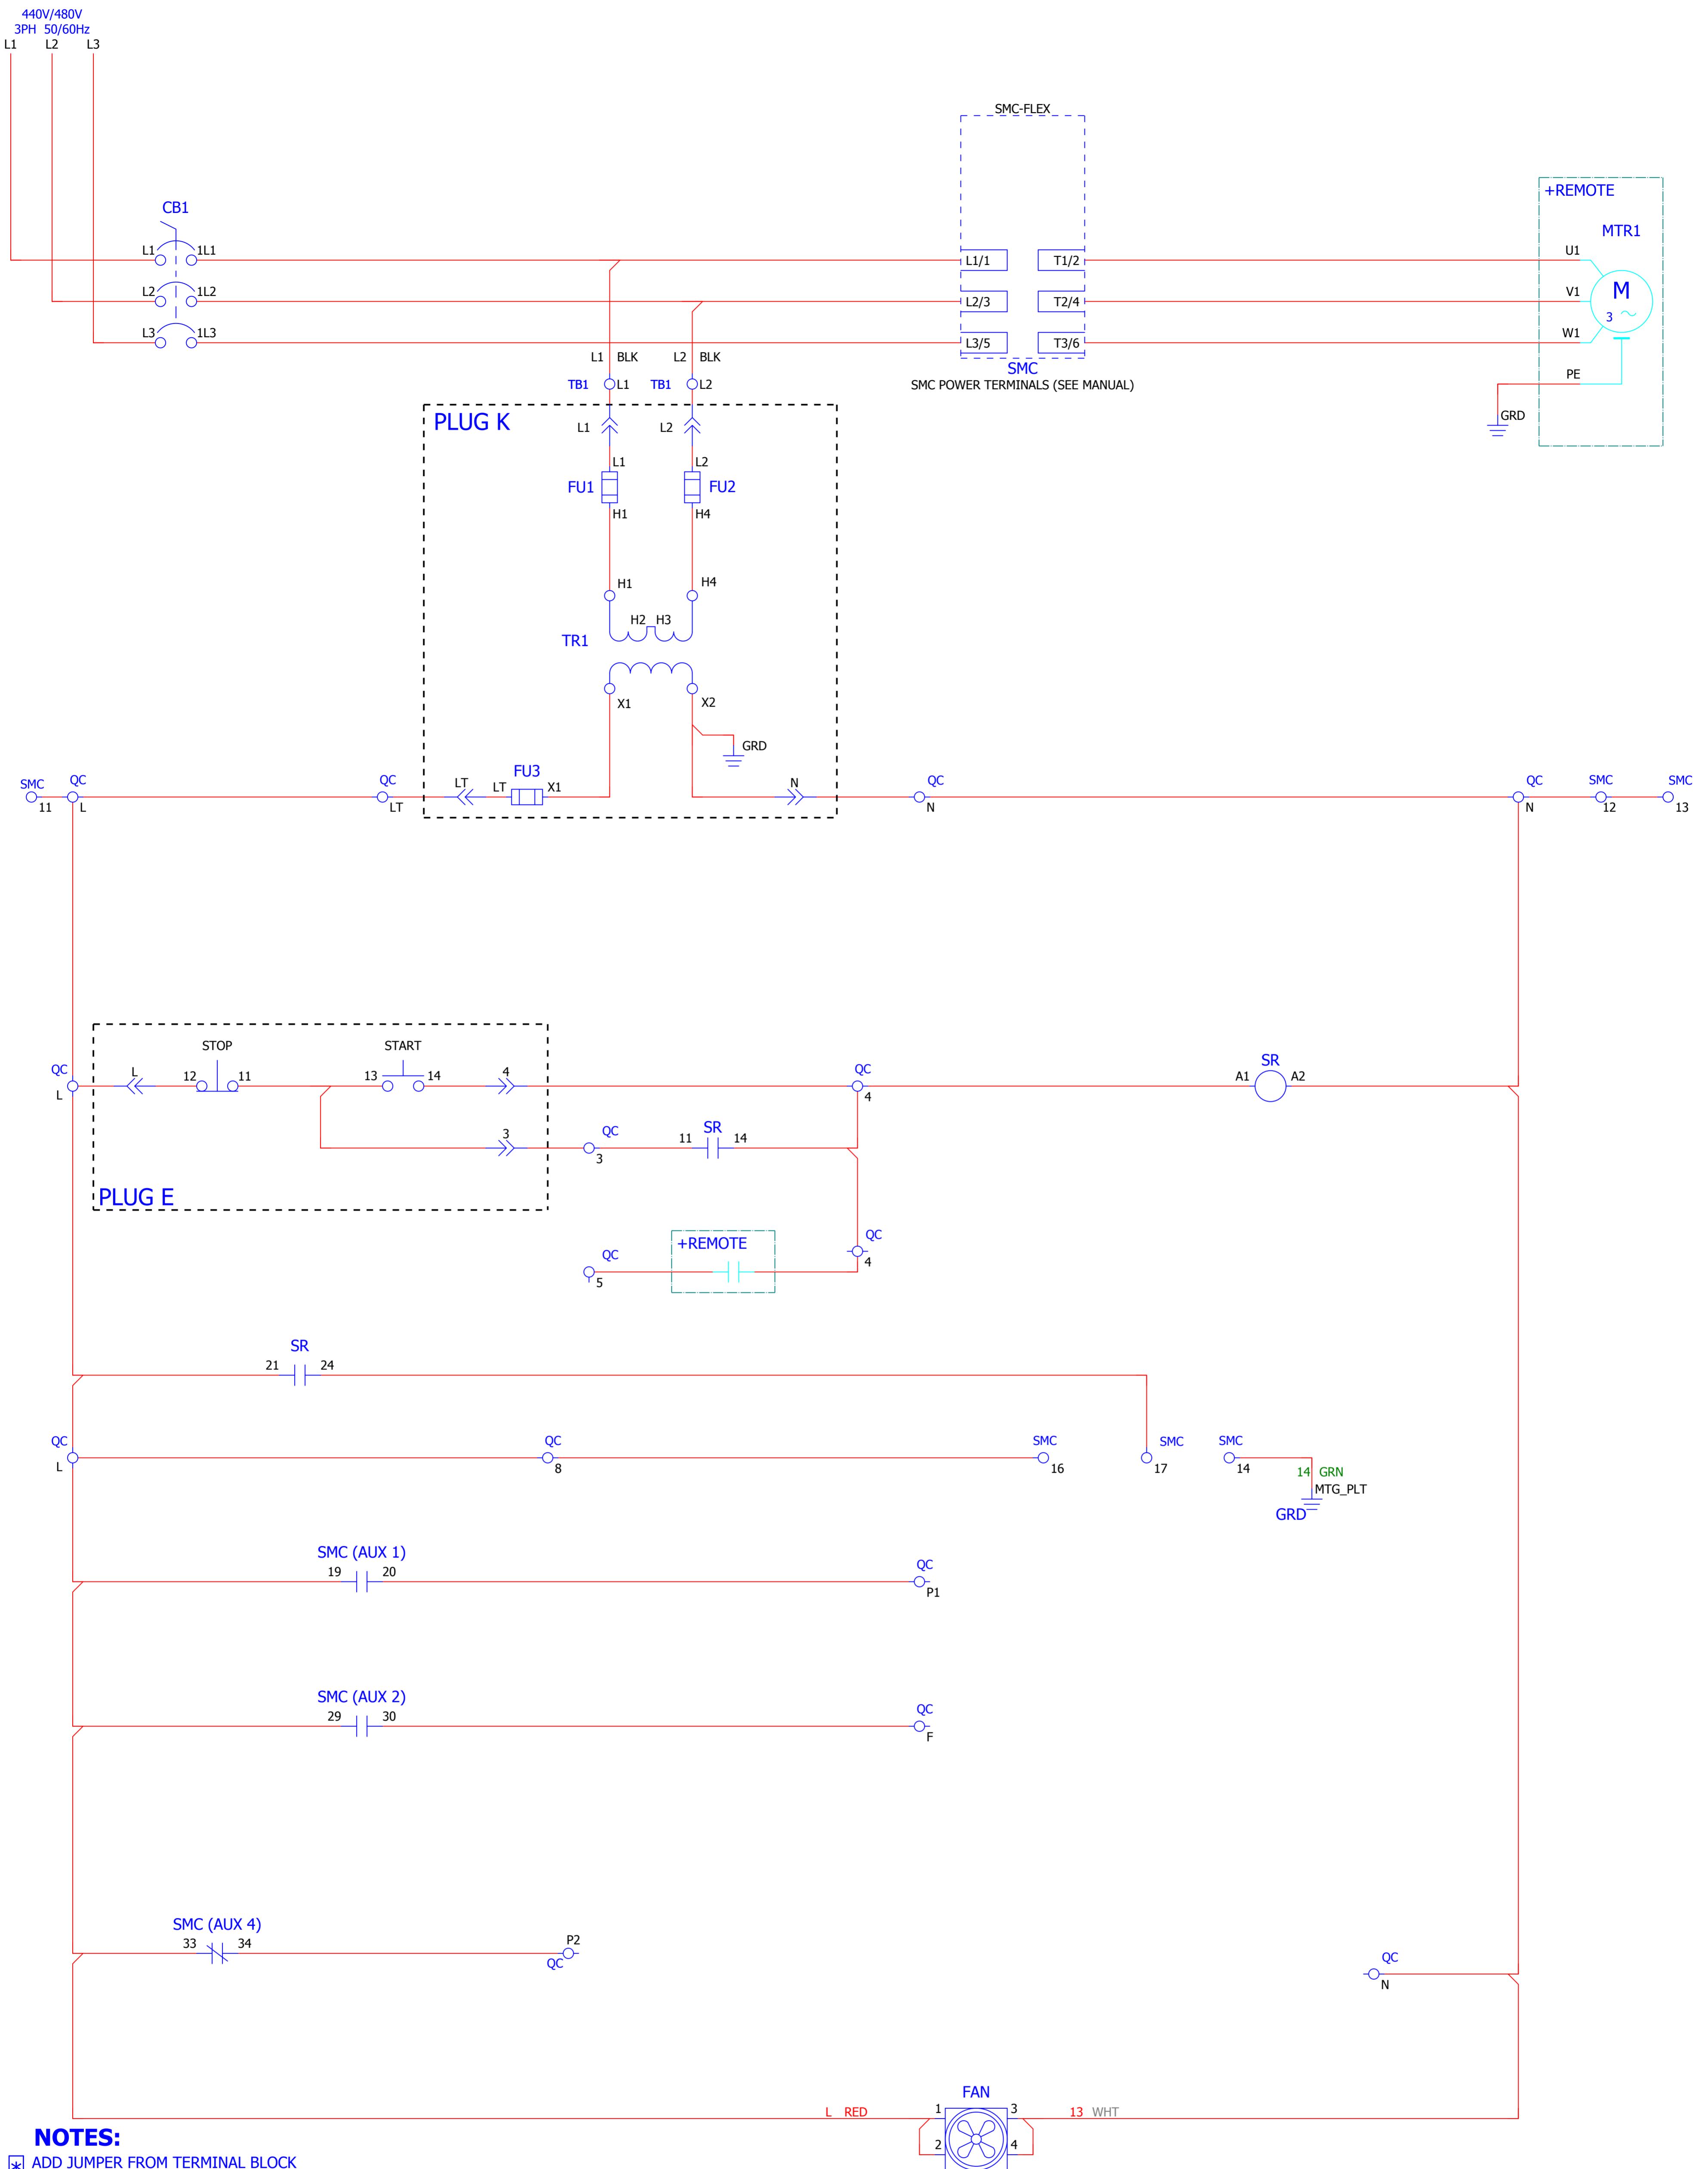 440V/480V
3PH 50/60Hz
L1 L2 L3
SMC-FLEX
+REMOTE
CB1
MTR1
L1 1L1
L1/1 T1/2
U1
L2 1L2
L2/3 T2/4
V1
M
3
L3 1L3
L3/5 T3/6
W1
L1 BLK L2 BLK
SMC
SMC POWER TERMINALS (SEE MANUAL)
PE
TB1 L1 TB1 L2
GRD
PLUG K
L1 L2
L1 L2
FU1 FU2
H1 H4
H1 H4
H2 H3
TR1
X1 X2
GRD
FU3
SMC QC QC LT LT X1 N QC QC SMC SMC
11 L LT N N 12 13
STOP START
QC L 12 11 13 14 4 QC SR
L 4 A1 A2
3 QC 11 SR 14
3
PLUG E
QC +REMOTE QC
5 4
SR
21 24
QC QC SMC SMC SMC
L 8 16 17 14
14 GRN
MTG_PLT
GRD
SMC (AUX 1)
19 20 QC
P1
SMC (AUX 2)
29 30 QC
F
SMC (AUX 4)
33 34 P2
QC
QC
N
FAN
L RED 1 3 13 WHT
2 4
NOTES:
* ADD JUMPER FROM TERMINAL BLOCK